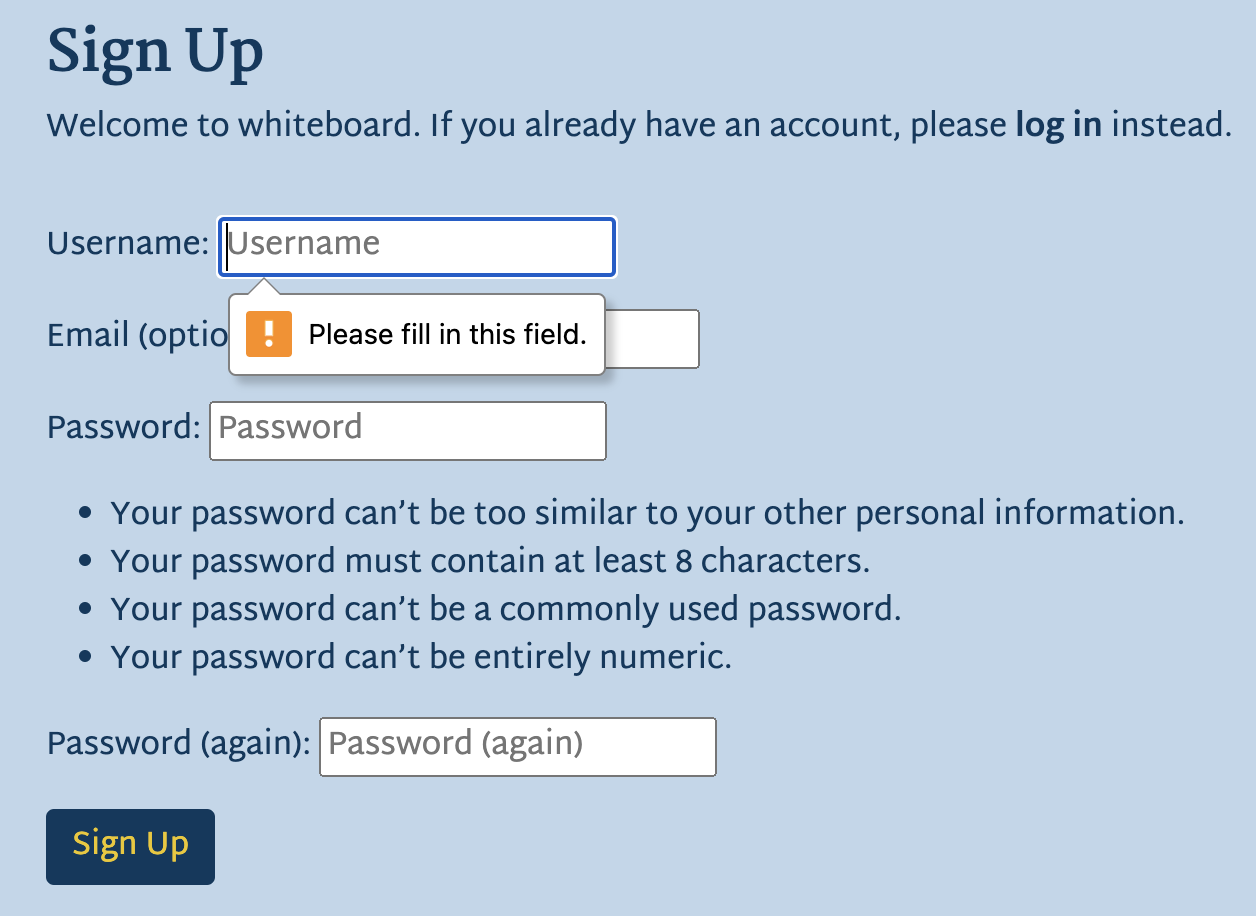 Sign Up
Welcome to whiteboard. If you already have an account, please log in instead.
Username: Username
Email (optio
Please fill in this field.
Password: Password
Your password can’t be too similar to your other personal information.
Your password must contain at least 8 characters.
Your password can’t be a commonly used password.
Your password can’t be entirely numeric.
Password (again): Password (again)
Sign Up